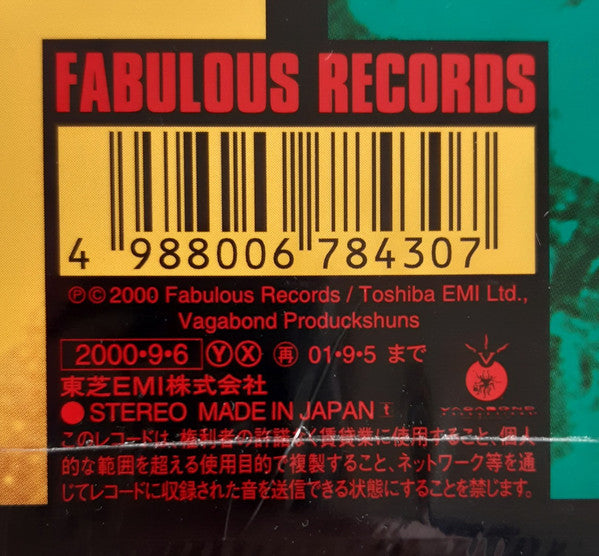 FABULOUS RECORDS
4 988006 784307
Ⓟ© 2000 Fabulous Records / Toshiba EMI Ltd.,
Vagabond Produckshuns
2000・9・6 ⓎⓍ ㊢ 01・9・5 まで
東芝EMI株式会社
●STEREO MADE IN JAPAN t
VAGABOND
このレコードは、権利者の許諾なく賃貸業に使用すること、個人
的な範囲を超える使用目的で複製すること、ネットワーク等を通
じてレコードに収録された音を送信できる状態にすることを禁じます。